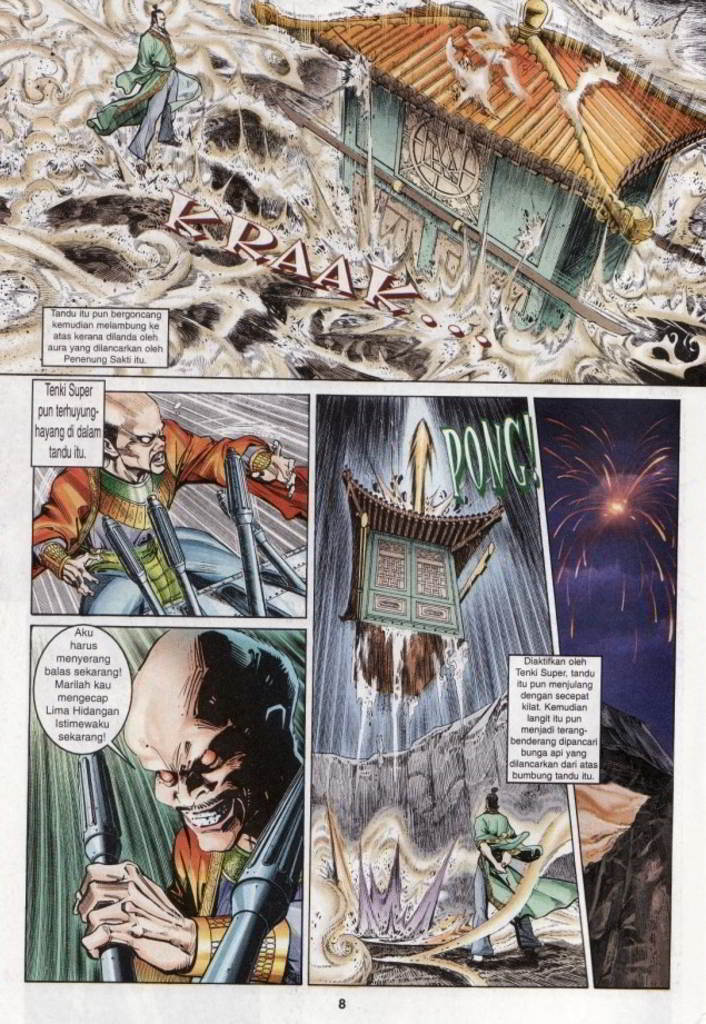 KRAAK...
Tandu itu pun bergoncang
kemudian melambung ke
atas kerana dilanda oleh
aura yang dilancarkan oleh
Penenung Sakti itu.
Tenki Super
pun terhuyung-
hayang di dalam
tandu itu.
Aku
harus
menyerang
balas sekarang!
Marilah kau
mengecap
Lima Hidangan
Istimewaku
sekarang!
PONG!
Diaktifkan oleh
Tenki Super, tandu
itu pun menjulang
dengan secepat
kilat. Kemudian
langit itu pun
menjadi terang-
benderang dipancari
bunga api yang
dilancarkan dari atas
bumbung tandu itu.
8